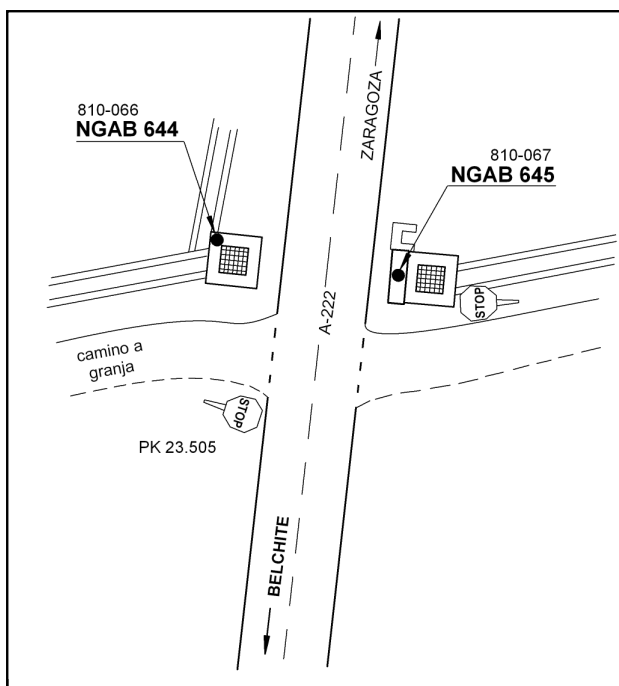 810-066
NGAB 644
ZARAGOZA
810-067
NGAB 645
A-222
STOP
camino a
granja
STOP
PK 23.505
BELCHITE